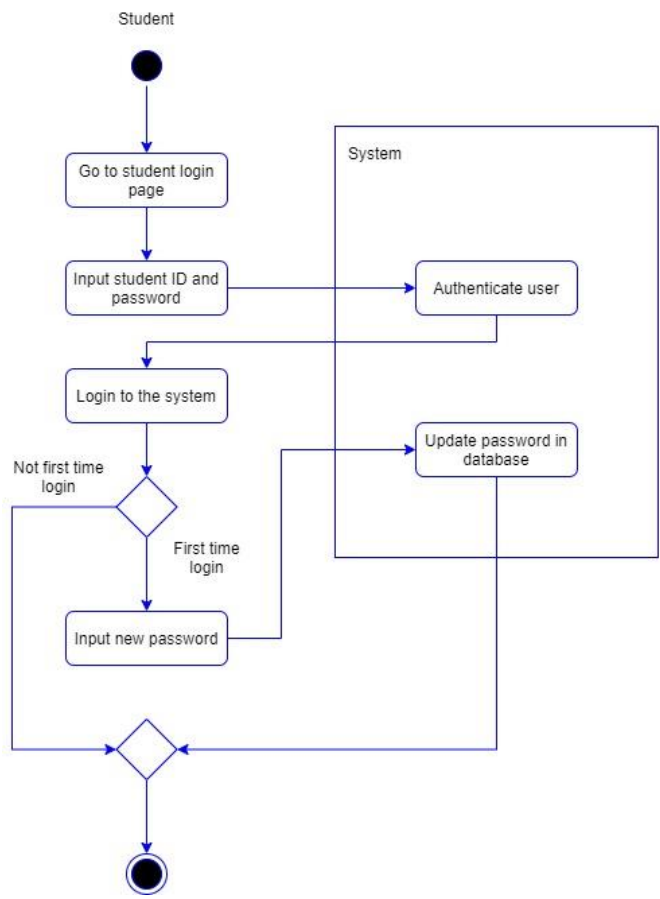 Student
System
Go to student login
page
Input student ID and
password
Authenticate user
Login to the system
Update password in
database
Not first time
login
First time
login
Input new password